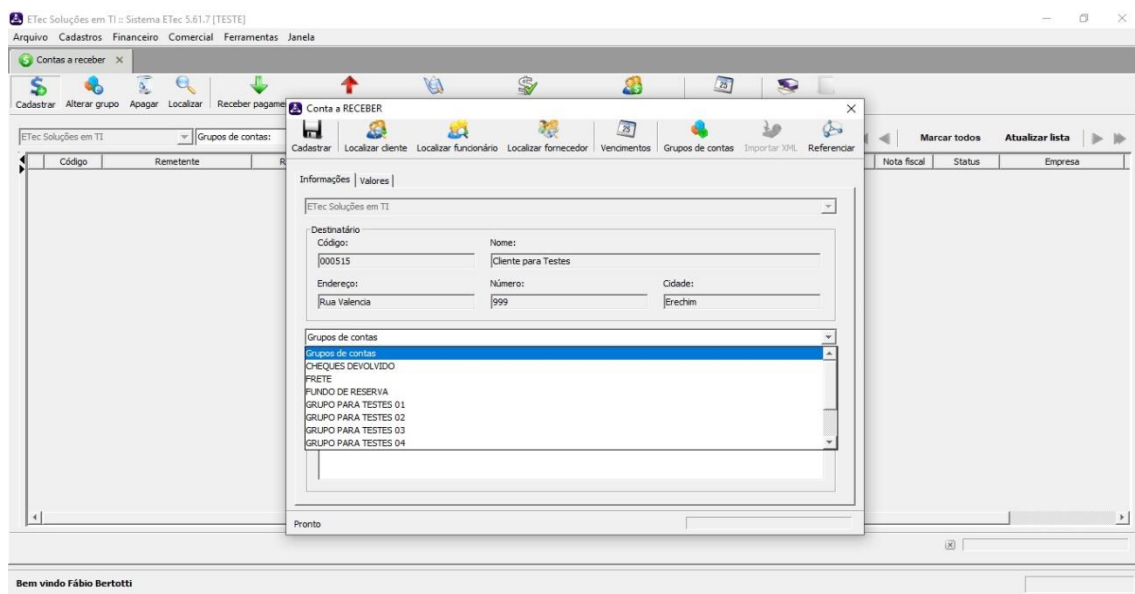 ETec Soluções em TI :: Sistema ETec 5.61.7 [TESTE]
Arquivo Cadastros Financeiro Comercial Ferramentas Janela
Contas a receber
Cadastrar Alterar grupo Apagar Localizar Receber pagame
ETec Soluções em TI
Grupos de contas:
Marcar todos Atualizar lista
Código Remetente R
Nota fiscal Status Empresa
Conta a RECEBER
Cadastrar Localizar cliente Localizar funcionário Localizar fornecedor Vencimentos Grupos de contas Importar XML Referenciar
Informações Valores
ETec Soluções em TI
Destinatário
Código: Nome:
000515 Cliente para Testes
Endereço: Número: Cidade:
Rua Valencia 999 Erechim
Grupos de contas
Grupos de contas
CHEQUES DEVOLVIDO
FRETE
FUNDO DE RESERVA
GRUPO PARA TESTES 01
GRUPO PARA TESTES 02
GRUPO PARA TESTES 03
GRUPO PARA TESTES 04
Pronto
Bem vindo Fábio Bertotti